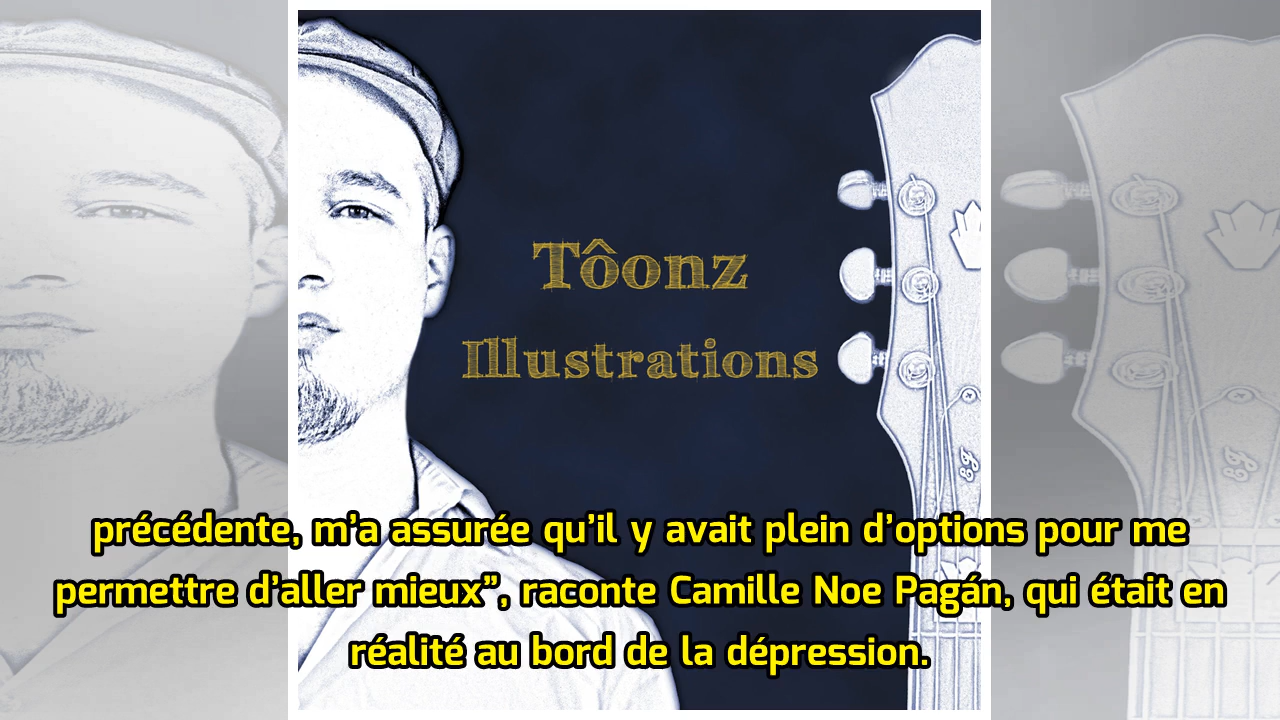 Tôonz
Illustrations
précédente, m’a assurée qu’il y avait plein d’options pour me
permettre d’aller mieux”, raconte Camille Noe Pagán, qui était en
réalité au bord de la dépression.